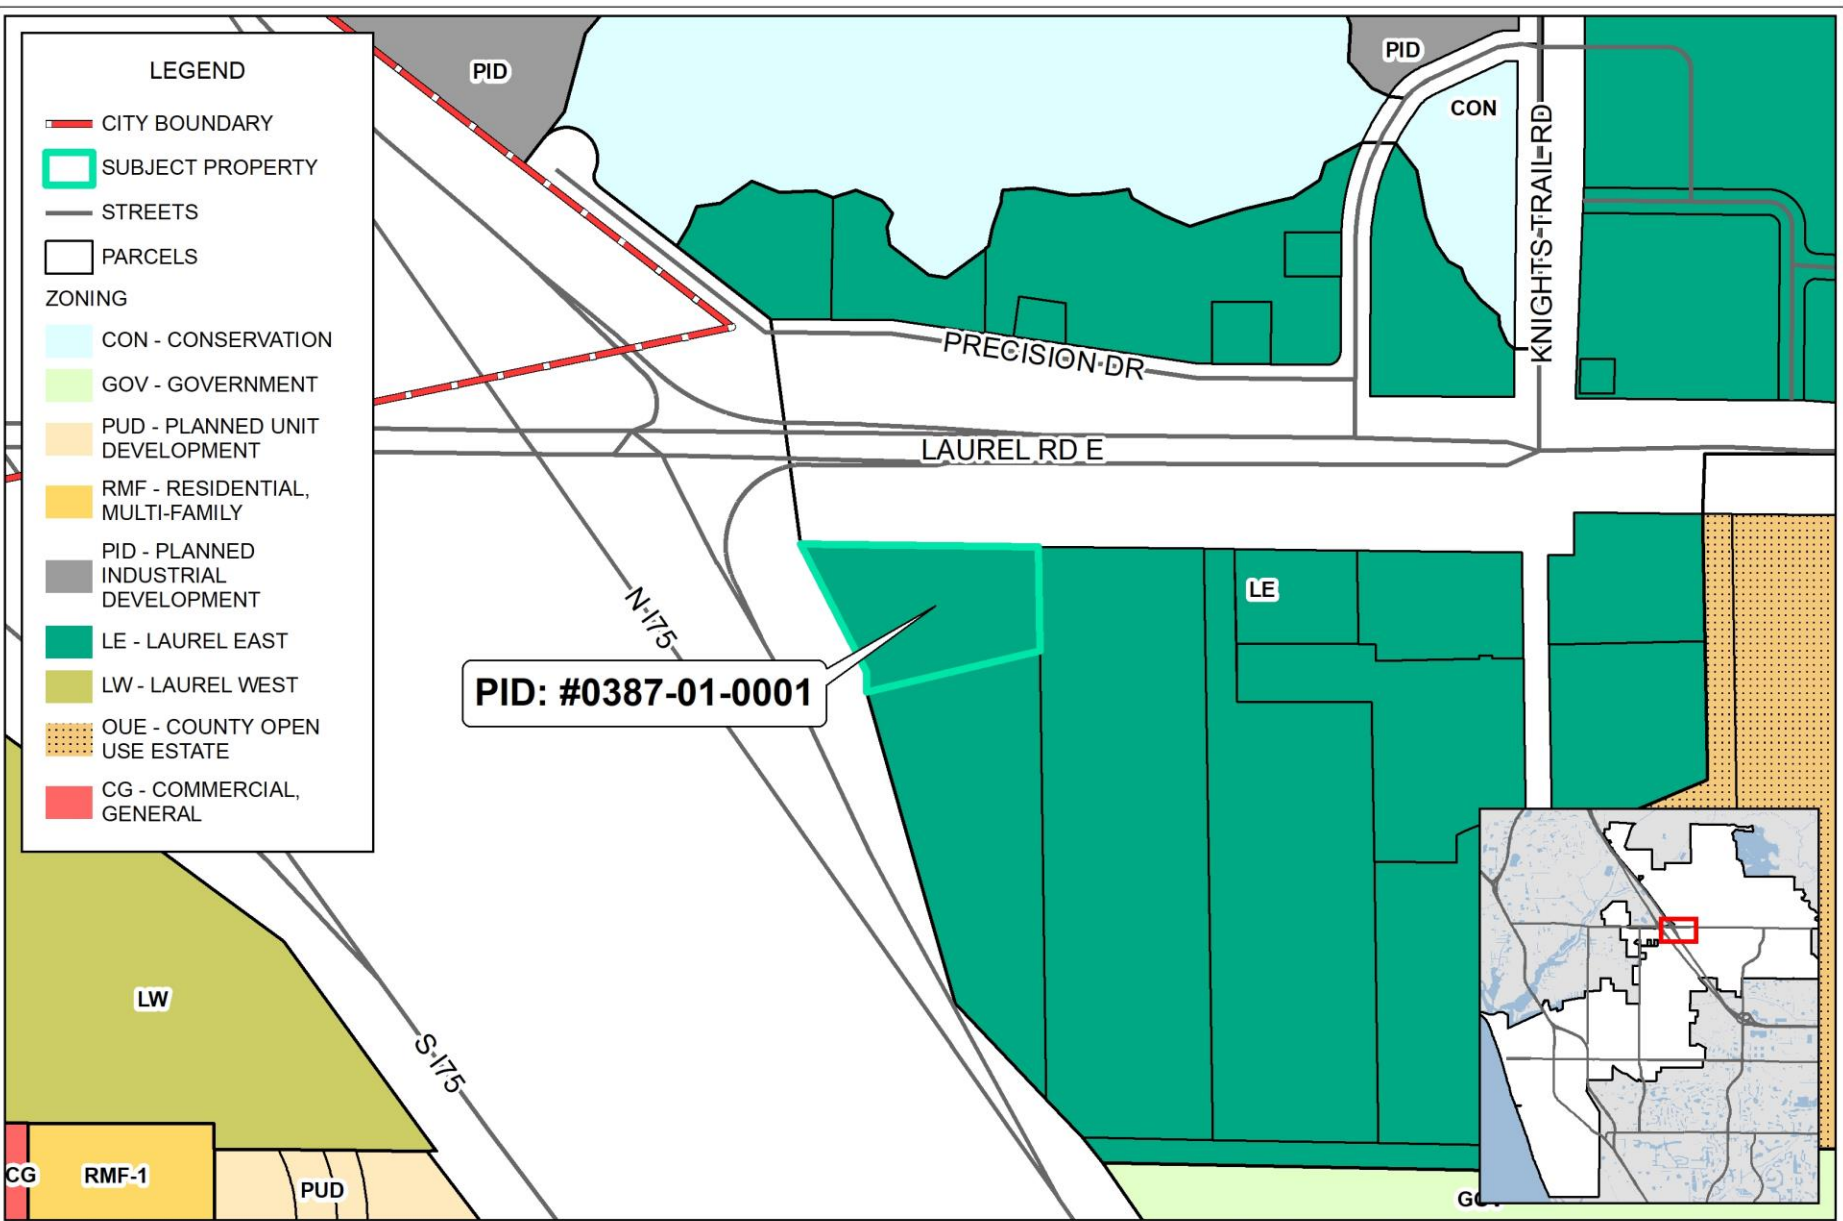 LEGEND
CITY BOUNDARY
SUBJECT PROPERTY
STREETS
PARCELS
ZONING
CON - CONSERVATION
GOV - GOVERNMENT
PUD - PLANNED UNIT
DEVELOPMENT
RMF - RESIDENTIAL,
MULTI-FAMILY
PID - PLANNED
INDUSTRIAL
DEVELOPMENT
LE - LAUREL EAST
LW - LAUREL WEST
OUE - COUNTY OPEN
USE ESTATE
CG - COMMERCIAL,
GENERAL
PID
PID
CON
KNIGHTS-TRAIL-RD
PRECISION-DR
LAUREL RD E
LE
N-I75
PID: #0387-01-0001
LW
S-I75
CG
RMF-1
PUD